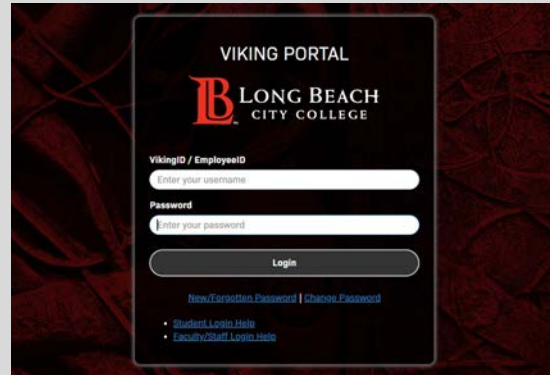 VIKING PORTAL
LB LONG BEACH
CITY COLLEGE
VikingID / EmployeeID
Enter your username
Password
Enter your password
Login
New/Forgotten Password | Change Password
• Student Login Help
• Faculty/Staff Login Help